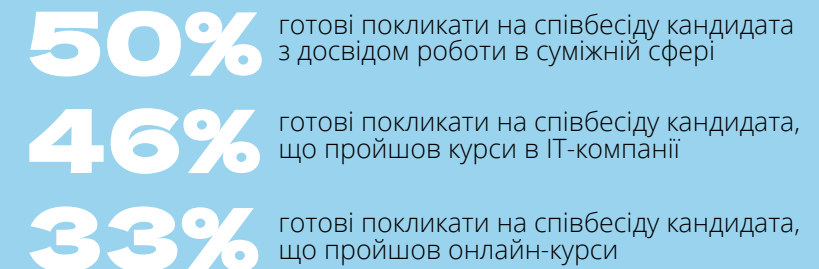 50% готові покликати на співбесіду кандидата
з досвідом роботи в суміжній сфері
46% готові покликати на співбесіду кандидата,
що пройшов курси в ІТ-компанії
33% готові покликати на співбесіду кандидата,
що пройшов онлайн-курси